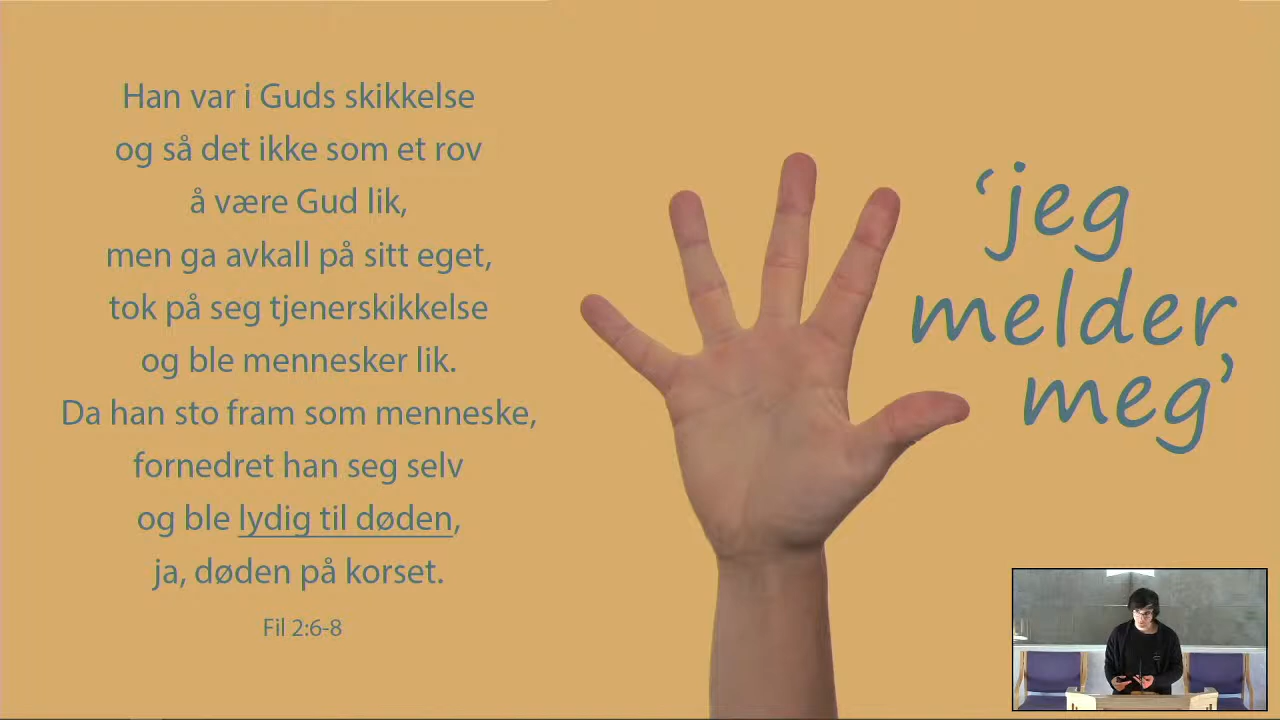 Han var i Guds skikkelse
og så det ikke som et rov
å være Gud lik,
men ga avkall på sitt eget,
tok på seg tjenerskikkelse
og ble mennesker lik.
Da han sto fram som menneske,
fornedret han seg selv
og ble lydig til døden,
ja, døden på korset.
Fil 2:6-8
‘jeg
melder
meg’